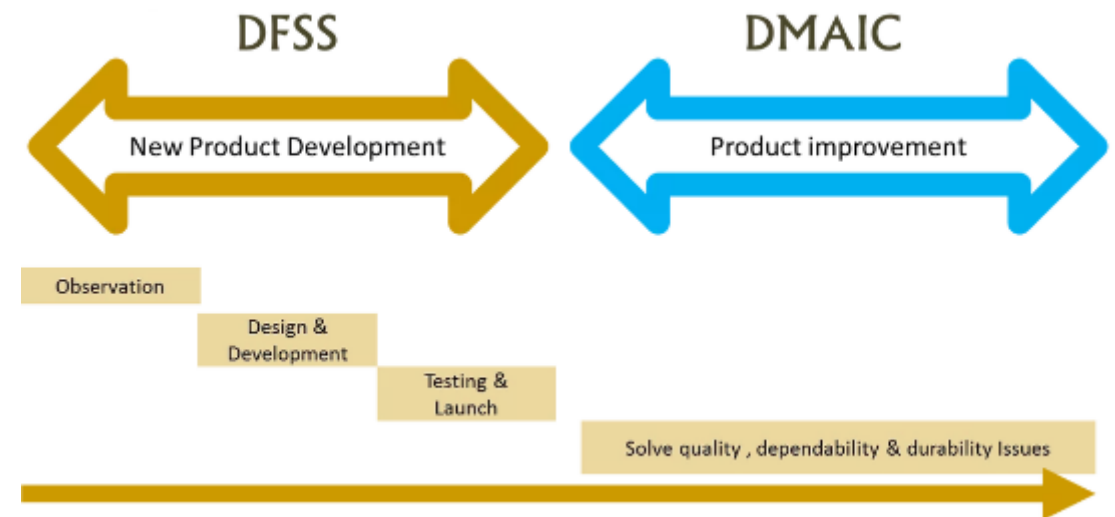 DFSS
DMAIC
New Product Development
Product improvement
Observation
Design &
Development
Testing &
Launch
Solve quality , dependability & durability Issues